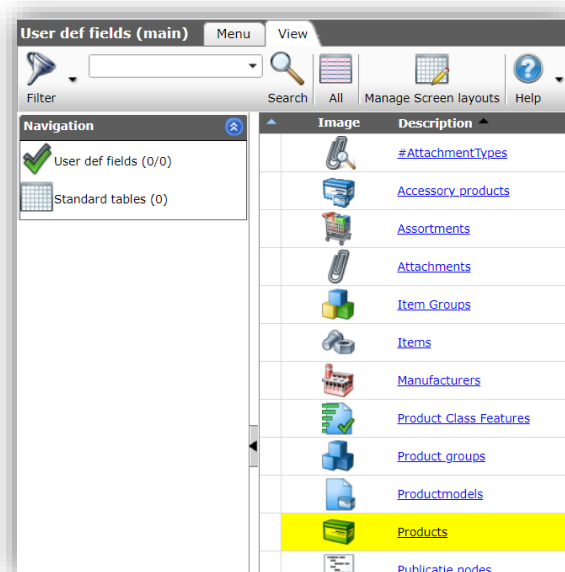 User def fields (main) Menu View
Filter Search All Manage Screen layouts Help
Navigation
User def fields (0/0)
Standard tables (0)
Image Description
#AttachmentTypes
Accessory products
Assortments
Attachments
Item Groups
Items
Manufacturers
Product Class Features
Product groups
Productmodels
Products
Publicatie nodes